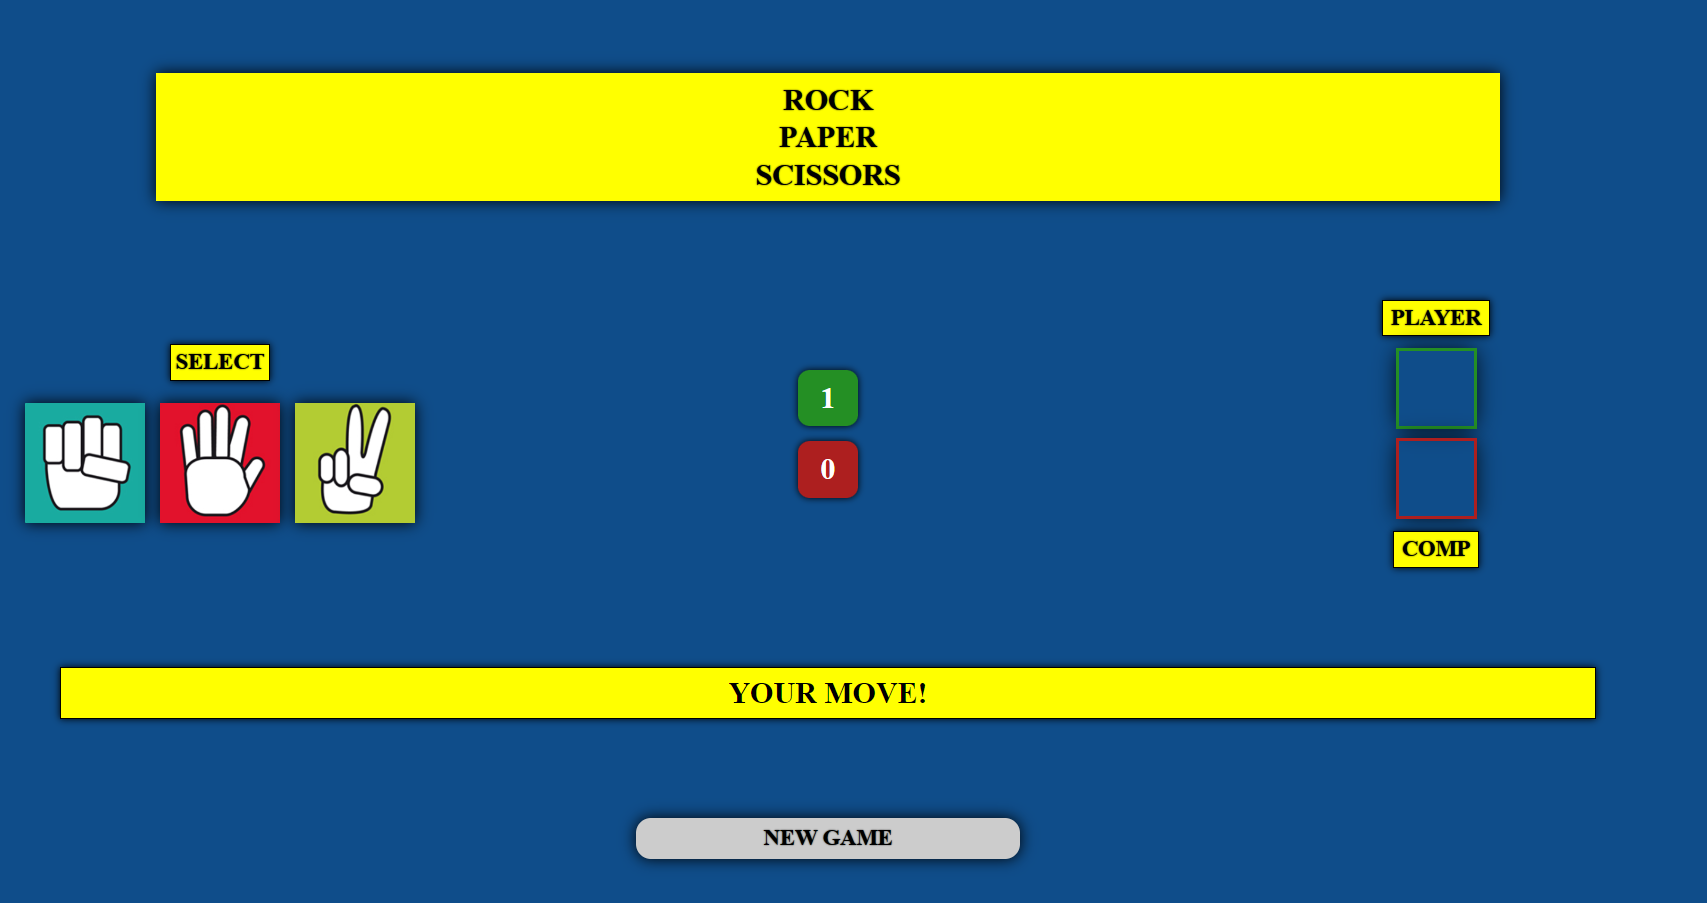 ROCK
PAPER
SCISSORS
SELECT
1
0
PLAYER
COMP
YOUR MOVE!
NEW GAME